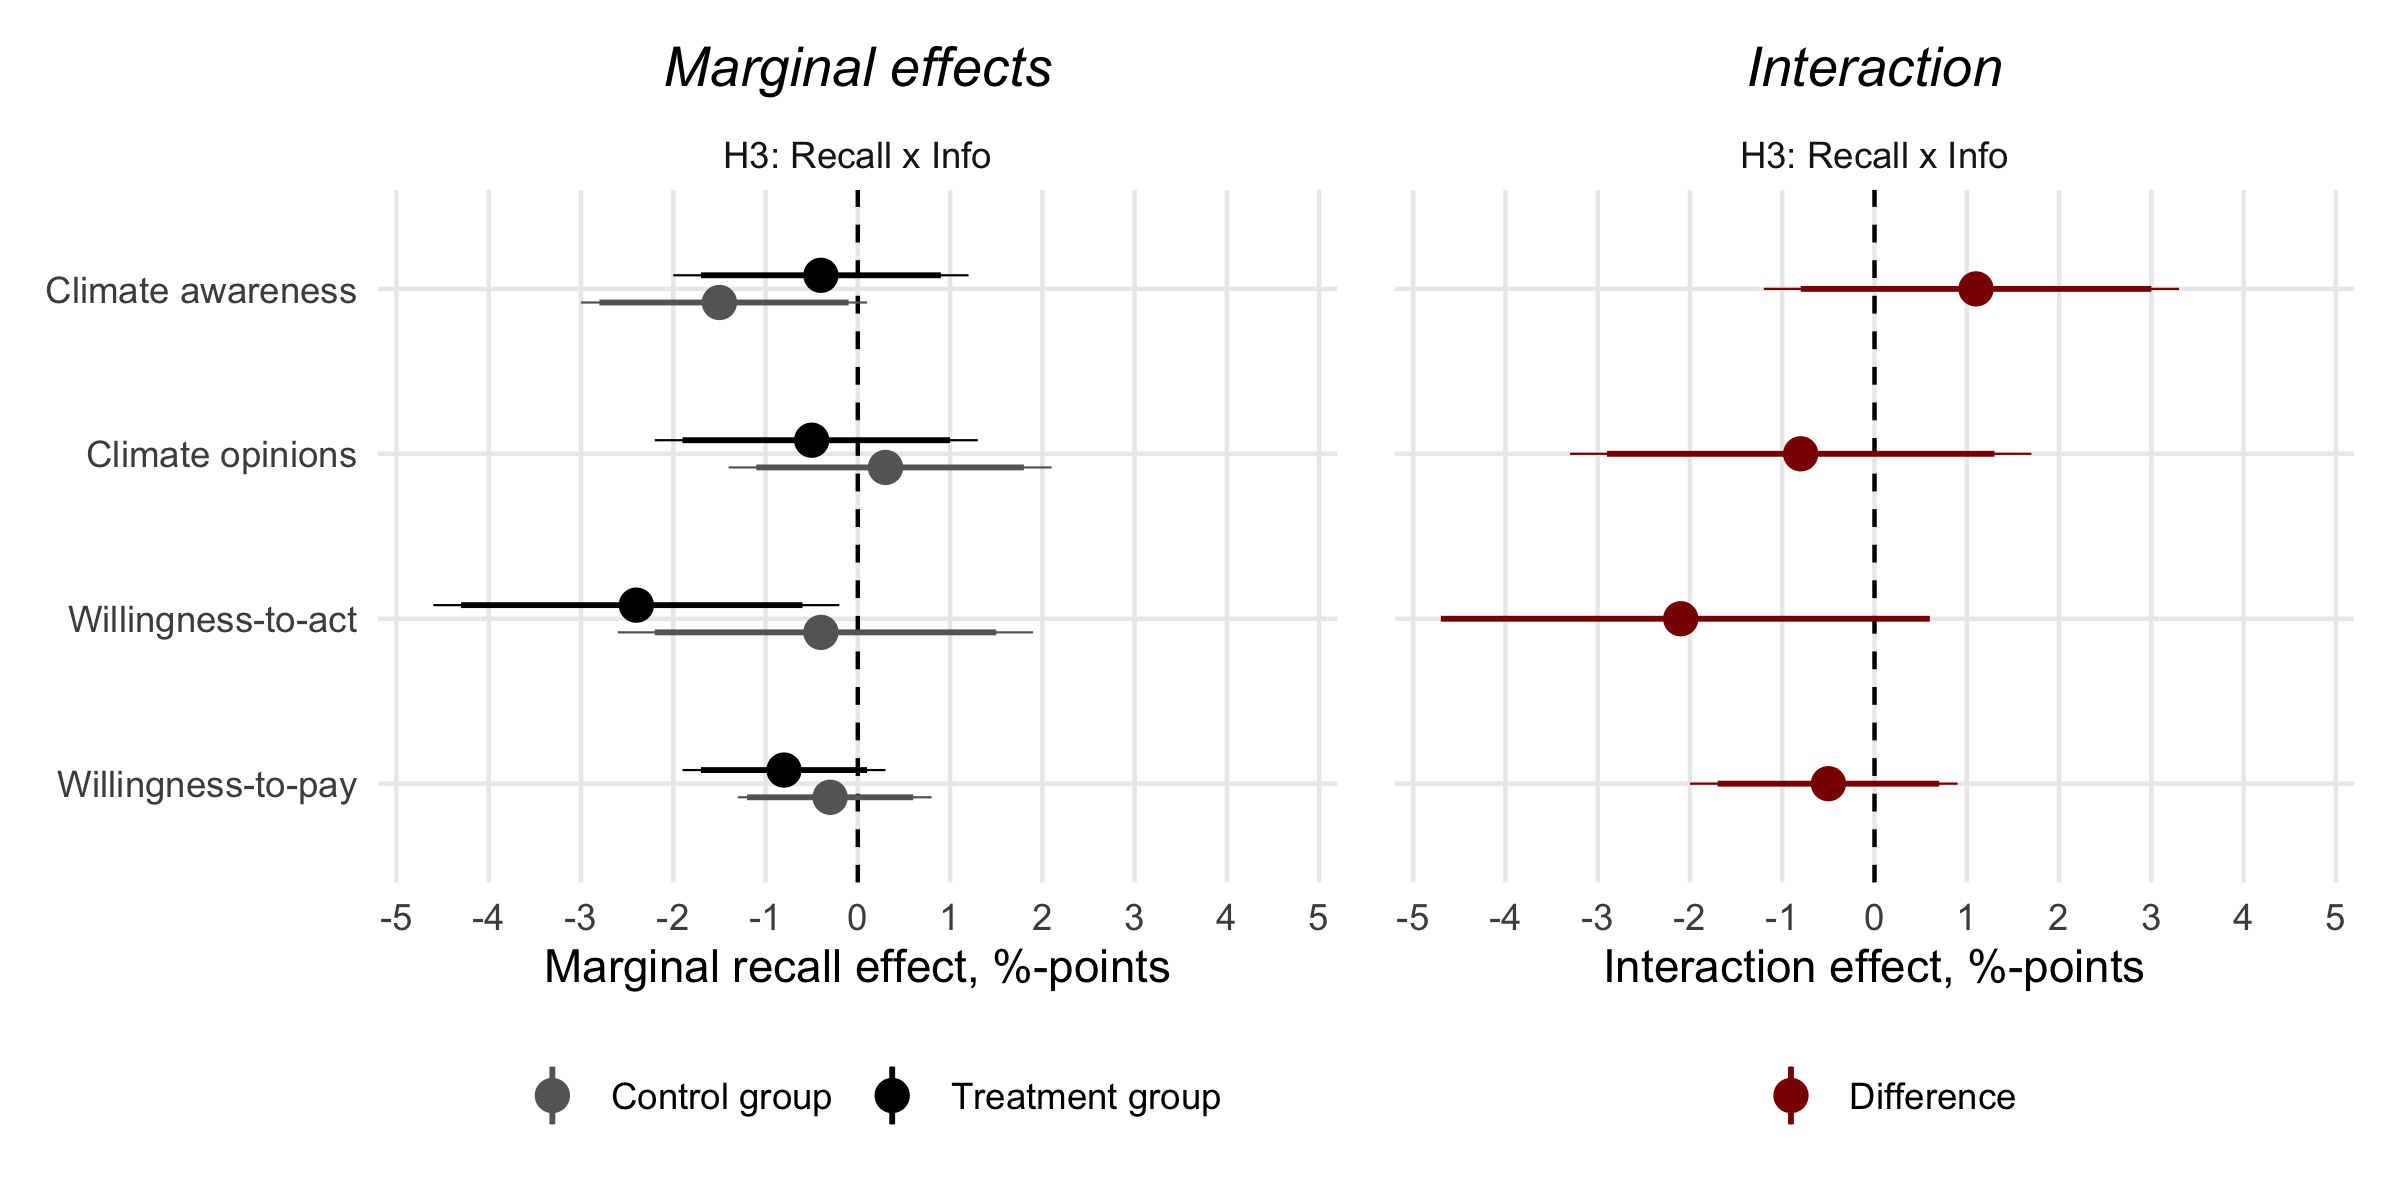 Marginal effects
Interaction
H3: Recall x Info
H3: Recall x Info
Climate awareness
Climate opinions
Willingness-to-act
Willingness-to-pay
-5 -4 -3 -2 -1 0 1 2 3 4 5
-5 -4 -3 -2 -1 0 1 2 3 4 5
Marginal recall effect, %-points
Interaction effect, %-points
Control group
Treatment group
Difference